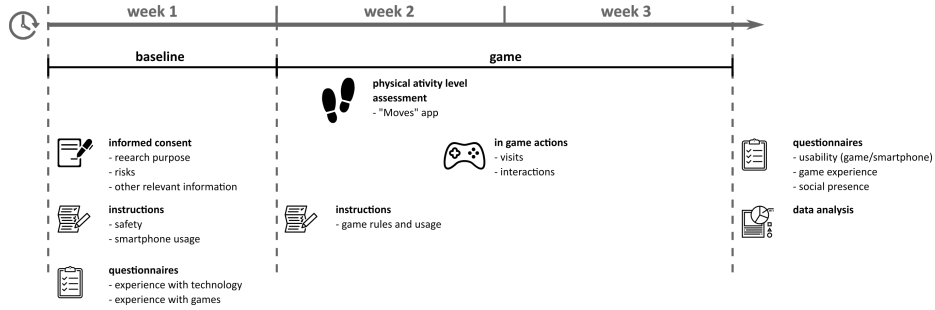 week 1
week 2
week 3
baseline
game
physical ativity level
assessment
- "Moves" app
informed consent
- reearch purpose
- risks
- other relevant information
in game actions
- visits
- interactions
questionnaires
- usability (game/smartphone)
- game experience
- social presence
instructions
- safety
- smartphone usage
instructions
- game rules and usage
data analysis
questionnaires
- experience with technology
- experience with games